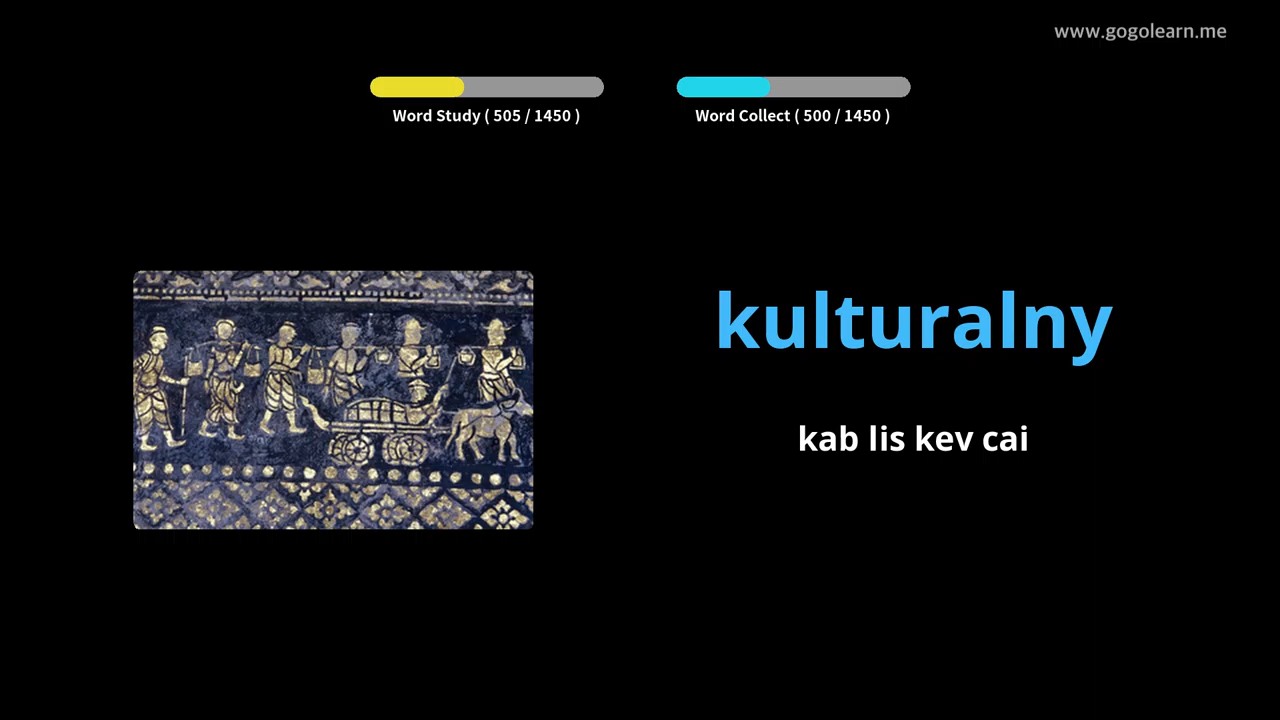 www.gogolearn.me
Word Study ( 505 / 1450 )
Word Collect ( 500 / 1450 )
kulturalny
kab lis kev cai